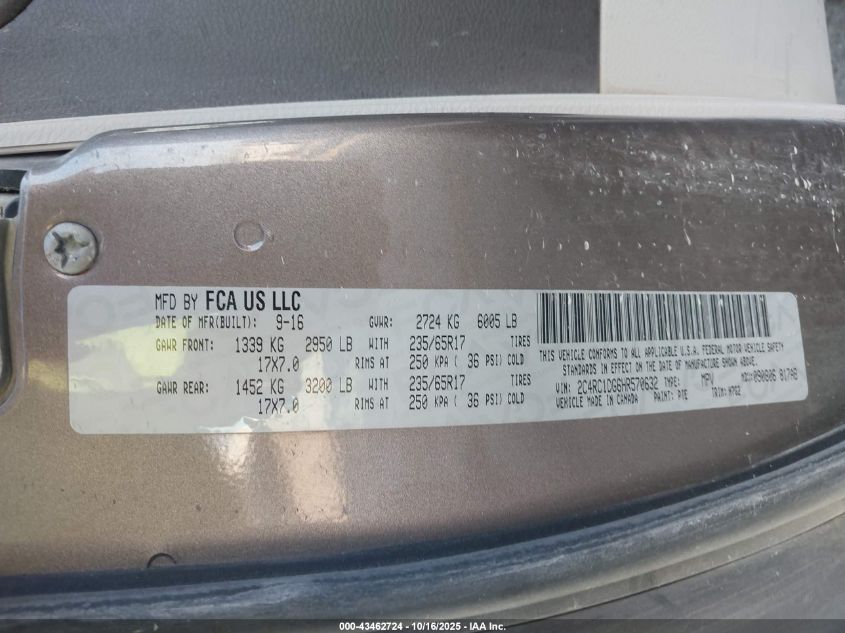 MFD BY FCA US LLC
DATE OF MFR(BUILT): 9-16 GVWR: 2724 KG 6005 LB
GAWR FRONT: 1339 KG 2950 LB WITH 235/65R17 TIRES
17X7.0 RIMS AT 250 KPA ( 36 PSI) COLD
GAWR REAR: 1452 KG 3200 LB WITH 235/65R17 TIRES
17X7.0 RIMS AT 250 KPA ( 36 PSI) COLD
THIS VEHICLE CONFORMS TO ALL APPLICABLE U.S.A. FEDERAL MOTOR VEHICLE SAFETY
STANDARDS IN EFFECT ON THE DATE OF MANUFACTURE SHOWN ABOVE.
VIN: 2C4RC1DG6HR570632 TYPE: MPV
VEHICLE MADE IN CANADA PAINT: TRIM:
000-43462724 - 10/16/2025 - IAA Inc.